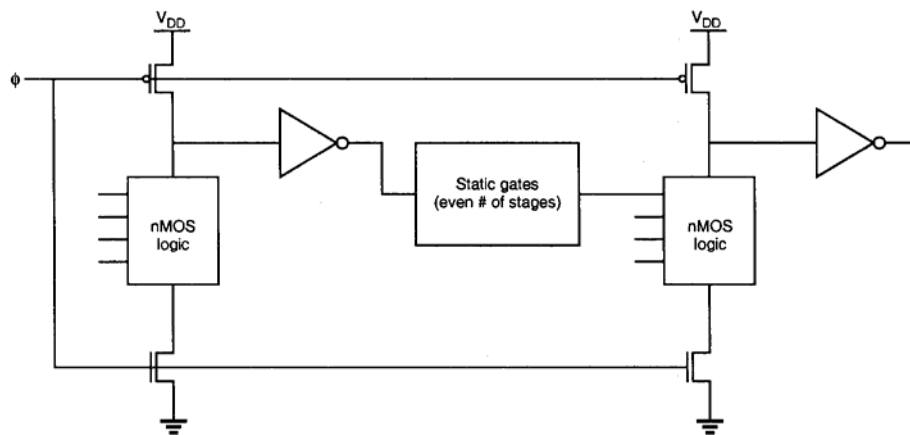 V_DD
V_DD
ϕ
Static gates
(even # of stages)
nMOS
logic
nMOS
logic